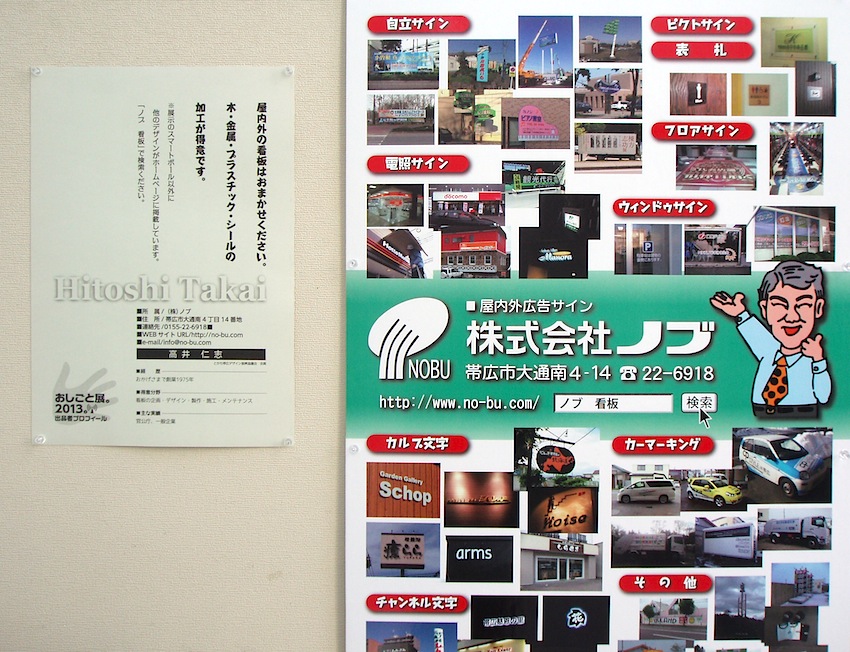 屋内外の看板はおまかせください。
木・金属・プラスチック・シールの
加工が得意です。
※展示のスマートボール以外に
他のデザインがホームページに掲載しています。
「ノブ 看板」で検索ください。
Hitoshi Takai
■所 属/(株)ノブ
■住 所/帯広市大通南4丁目14番地
■連絡先/0155-22-6918■
■WEBサイトURL/http://no-bu.com
■e-mail/info@no-bu.com
高井 仁志
■経 歴
おかげさまで創業1975年
■得意分野
看板の企画・デザイン・製作・施工・メンテナンス
■主な実績
官公庁、一般企業
おしごと展。
2013。
出品者プロフィール
自立サイン
ピクトサイン
表 札
フロアサイン
電照サイン
docomo
ウィンドゥサイン
■屋内外広告サイン
株式会社ノブ
NOBU
帯広市大通南4-14 ☎22-6918
http://www.no-bu.com/
ノブ 看板
検索
カルプ文字
カーマーキング
Garden Gallery
Schop
Noise
癒らら
arms
その他
チャンネル文字
花